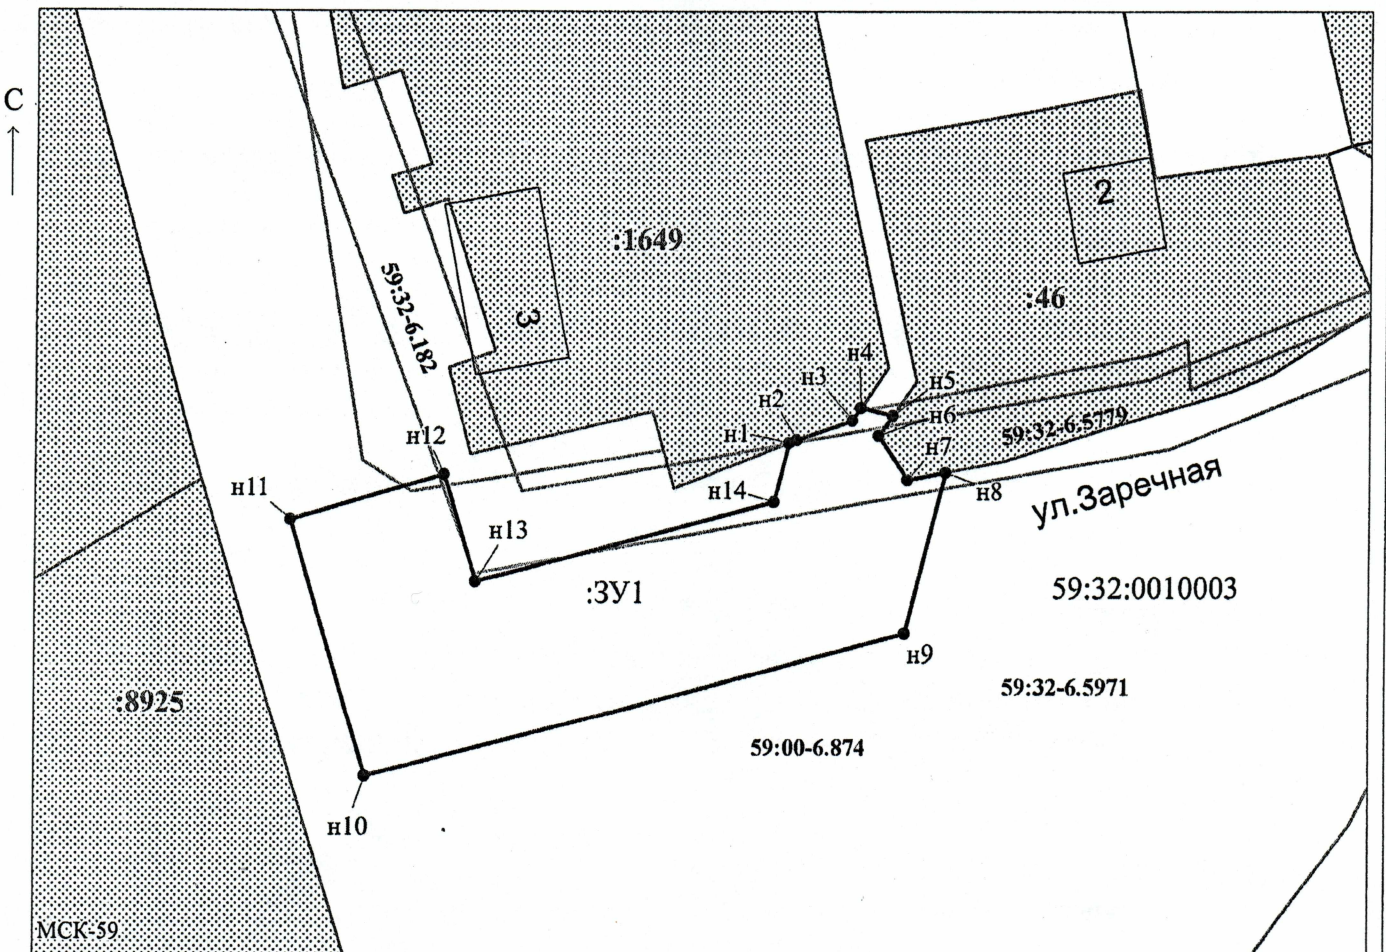 С
2
:1649
:46
59:32-6.182
3
н4
н3
н5
н2
н6
н1
59:32-6.5779
н12
н7
ул.Заречная
н11
н14
н8
н13
:ЗУ1
59:32:0010003
н9
:8925
59:32-6.5971
59:00-6.874
н10
МСК-59